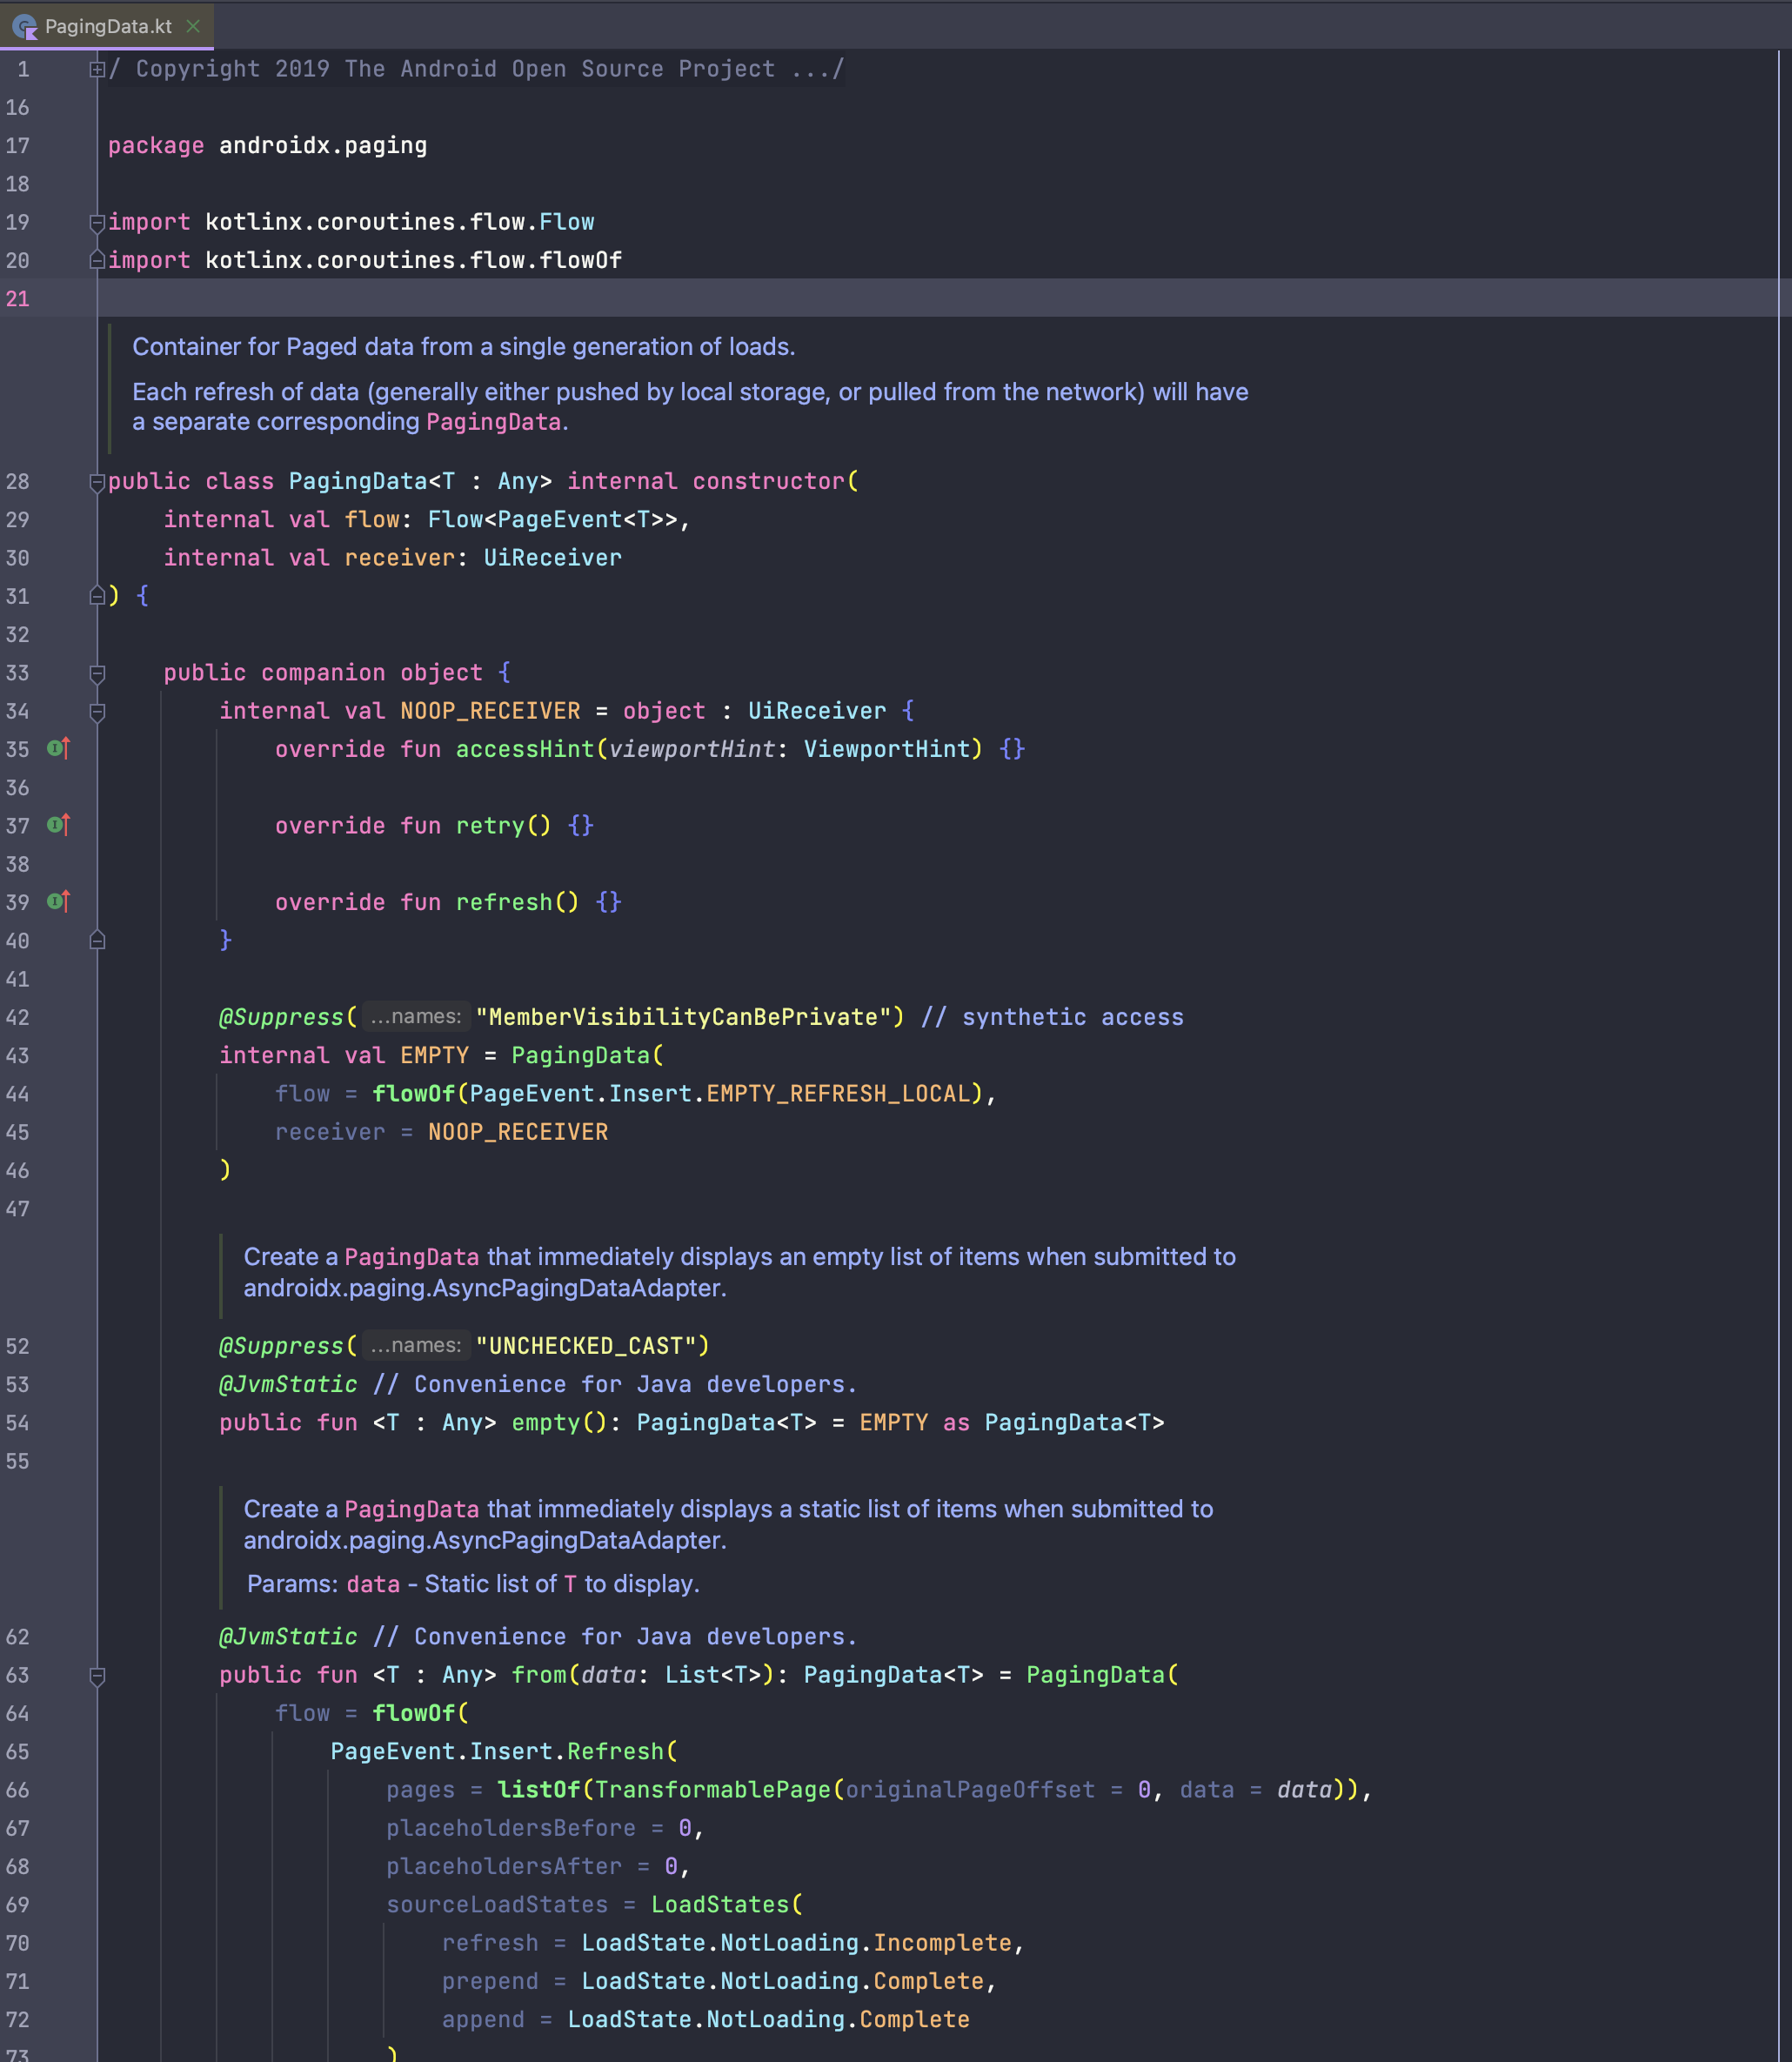 PagingData.kt
1 / Copyright 2019 The Android Open Source Project .../
16
17 package androidx.paging
18
19 import kotlinx.coroutines.flow.Flow
20 import kotlinx.coroutines.flow.flowOf
21
Container for Paged data from a single generation of loads.
Each refresh of data (generally either pushed by local storage, or pulled from the network) will have
a separate corresponding PagingData.
28 public class PagingData<T : Any> internal constructor(
29 internal val flow: Flow<PageEvent<T>>,
30 internal val receiver: UiReceiver
31 ) {
32
33 public companion object {
34 internal val NOOP_RECEIVER = object : UiReceiver {
35 override fun accessHint(viewportHint: ViewportHint) {}
36
37 override fun retry() {}
38
39 override fun refresh() {}
40 }
41
42 @Suppress( ...names: "MemberVisibilityCanBePrivate") // synthetic access
43 internal val EMPTY = PagingData(
44 flow = flowOf(PageEvent.Insert.EMPTY_REFRESH_LOCAL),
45 receiver = NOOP_RECEIVER
46 )
47
Create a PagingData that immediately displays an empty list of items when submitted to
androidx.paging.AsyncPagingDataAdapter.
52 @Suppress( ...names: "UNCHECKED_CAST")
53 @JvmStatic // Convenience for Java developers.
54 public fun <T : Any> empty(): PagingData<T> = EMPTY as PagingData<T>
55
Create a PagingData that immediately displays a static list of items when submitted to
androidx.paging.AsyncPagingDataAdapter.
Params: data - Static list of T to display.
62 @JvmStatic // Convenience for Java developers.
63 public fun <T : Any> from(data: List<T>): PagingData<T> = PagingData(
64 flow = flowOf(
65 PageEvent.Insert.Refresh(
66 pages = listOf(TransformablePage(originalPageOffset = 0, data = data)),
67 placeholdersBefore = 0,
68 placeholdersAfter = 0,
69 sourceLoadStates = LoadStates(
70 refresh = LoadState.NotLoading.Incomplete,
71 prepend = LoadState.NotLoading.Complete,
72 append = LoadState.NotLoading.Complete
73 )